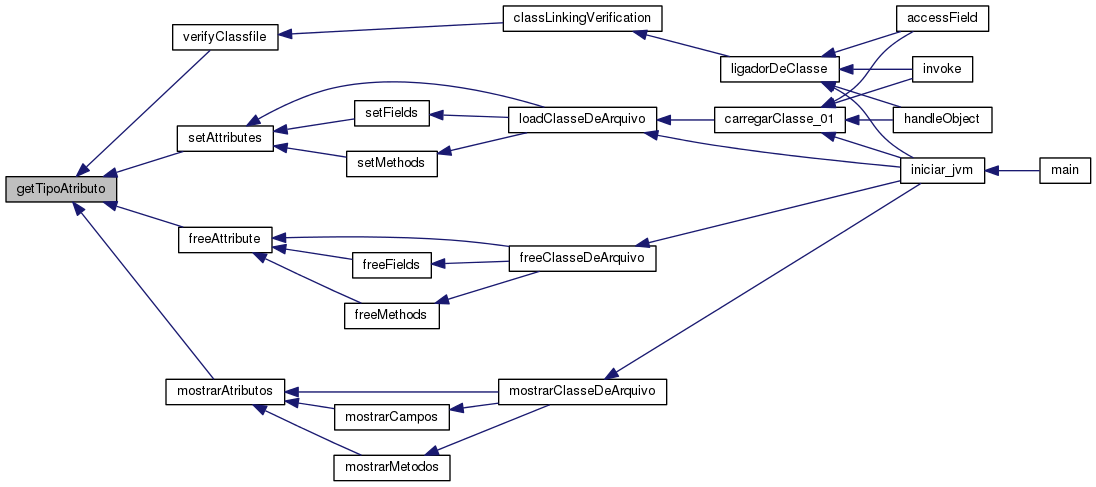 classLinkingVerification
accessField
verifyClassfile
ligadorDeClasse
invoke
setFields
loadClasseDeArquivo
carregarClasse_01
handleObject
setAttributes
setMethods
iniciar_jvm
main
getTipoAtributo
freeAttribute
freeFields
freeClasseDeArquivo
freeMethods
mostrarAtributos
mostrarClasseDeArquivo
mostrarCampos
mostrarMetodos